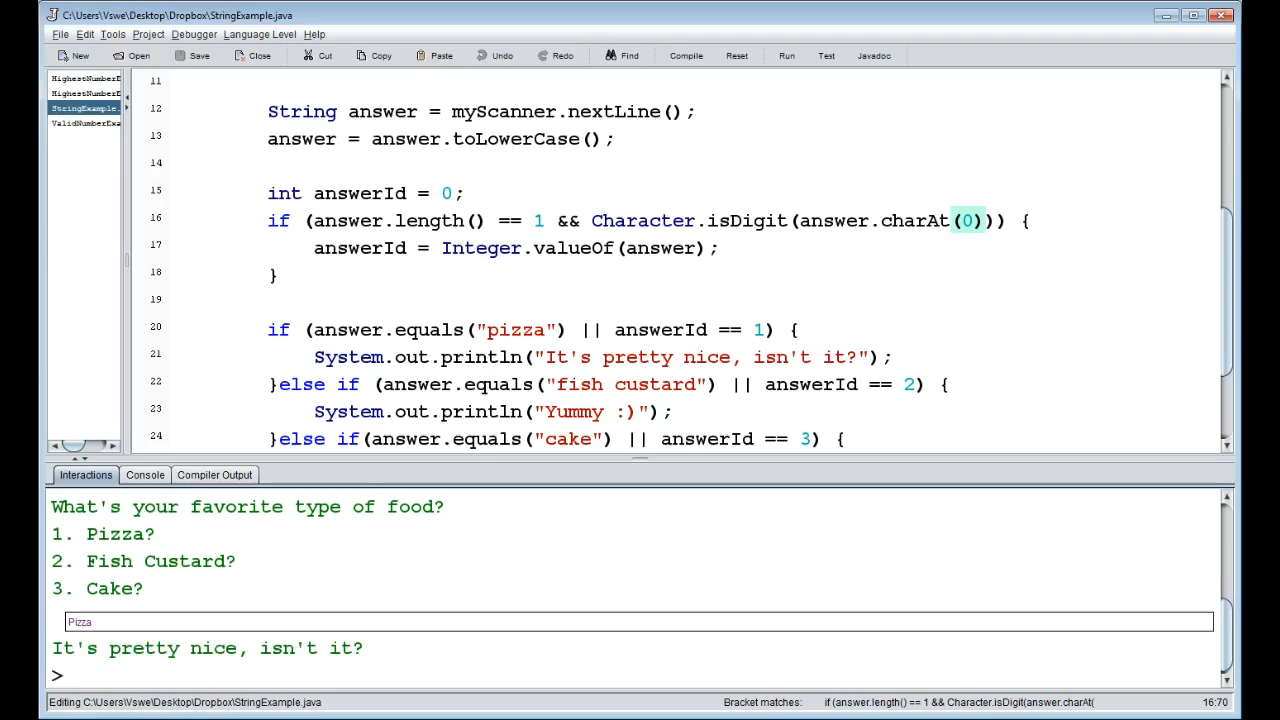 C:\Users\Vswe\Desktop\Dropbox\StringExample.java
File Edit Tools Project Debugger Language Level Help
New Open Save Close Cut Copy Paste Undo Redo Find Compile Reset Run Test Javadoc
HighestNumberE
HighestNumberE
StringExample.
ValidNumberExa
11
12 String answer = myScanner.nextLine();
13 answer = answer.toLowerCase();
14
15 int answerId = 0;
16 if (answer.length() == 1 && Character.isDigit(answer.charAt(0))) {
17 answerId = Integer.valueOf(answer);
18 }
19
20 if (answer.equals("pizza") || answerId == 1) {
21 System.out.println("It's pretty nice, isn't it?");
22 }else if (answer.equals("fish custard") || answerId == 2) {
23 System.out.println("Yummy :)");
24 }else if(answer.equals("cake") || answerId == 3) {
Interactions Console Compiler Output
What's your favorite type of food?
1. Pizza?
2. Fish Custard?
3. Cake?
Pizza
It's pretty nice, isn't it?
>
Editing C:\Users\Vswe\Desktop\Dropbox\StringExample.java Bracket matches: if (answer.length() == 1 && Character.isDigit(answer.charAt( 16:70